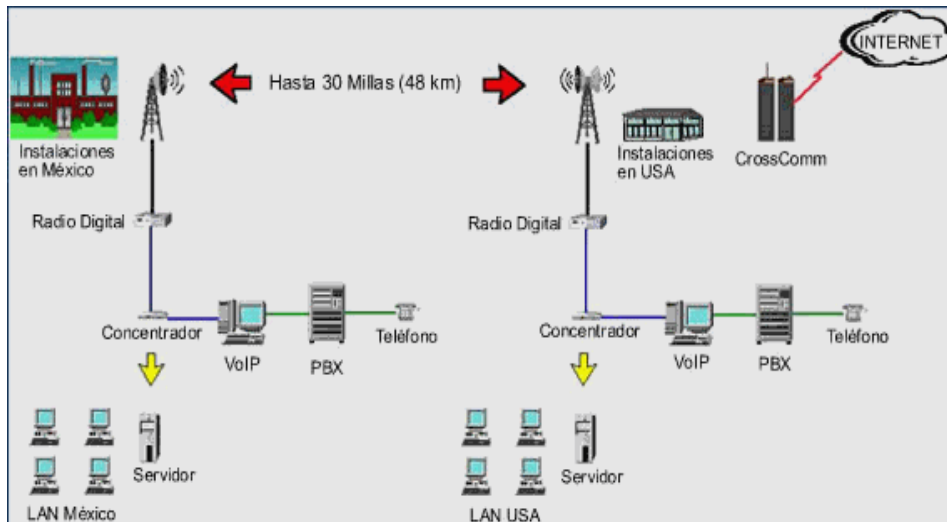 INTERNET
Hasta 30 Millas (48 km)
Instalaciones
en México
Instalaciones
en USA
CrossComm
Radio Digital
Radio Digital
Concentrador
VoIP
PBX
Teléfono
Concentrador
VoIP
PBX
Teléfono
Servidor
LAN México
Servidor
LAN USA